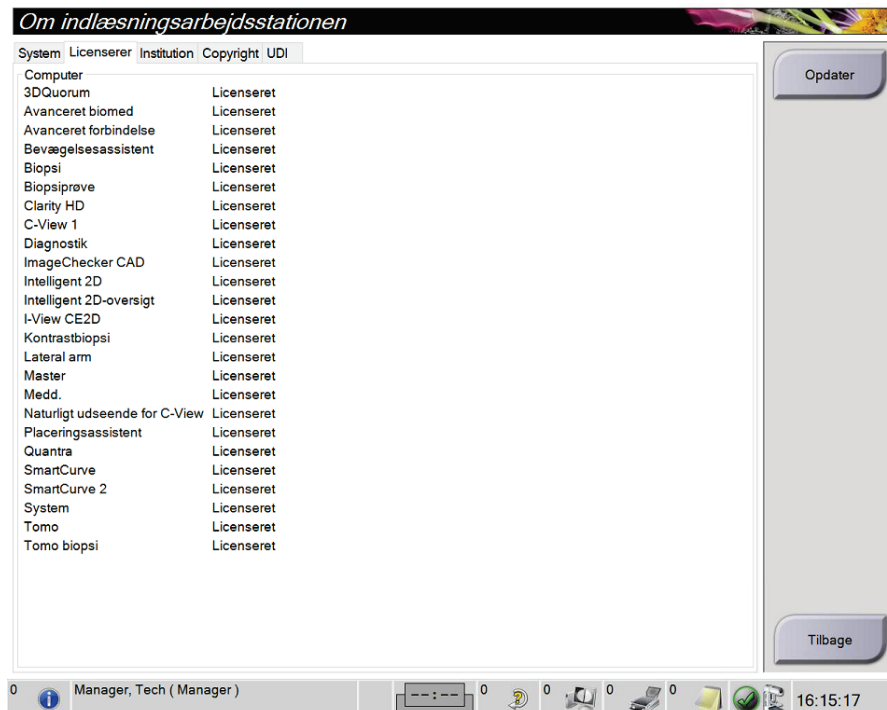 Om indlæsningsarbejdsstationen
System Licenserer Institution Copyright UDI
Computer
3DQuorum Licenseret
Avanceret biomed Licenseret
Avanceret forbindelse Licenseret
Bevægelsesassistent Licenseret
Biopsi Licenseret
Biopsiprøve Licenseret
Clarity HD Licenseret
C-View 1 Licenseret
Diagnostik Licenseret
ImageChecker CAD Licenseret
Intelligent 2D Licenseret
Intelligent 2D-oversigt Licenseret
I-View CE2D Licenseret
Kontrastbiopsi Licenseret
Lateral arm Licenseret
Master Licenseret
Medd. Licenseret
Naturligt udseende for C-View Licenseret
Placeringsassistent Licenseret
Quantra Licenseret
SmartCurve Licenseret
SmartCurve 2 Licenseret
System Licenseret
Tomo Licenseret
Tomo biopsi Licenseret
Opdater
Tilbage
0 Manager, Tech ( Manager ) --:-- 0 0 0 0 16:15:17